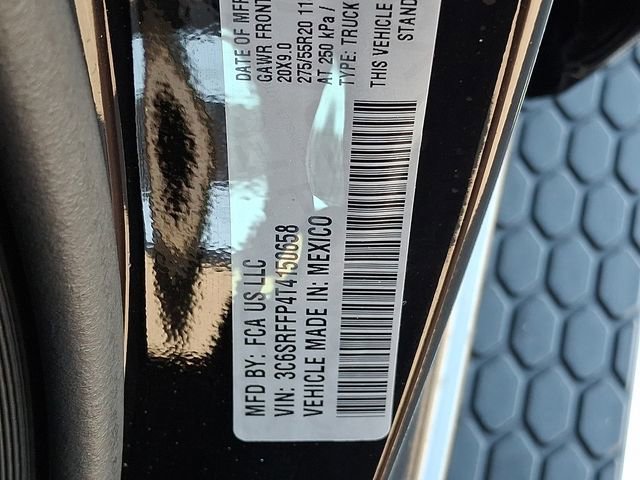 MFD BY: FCA US LLC DATE OF MFR
VIN: 3C6SRFFP4T4150658 GAWR FRONT
VEHICLE MADE IN: MEXICO 20X9.0
275/55R20 11
AT 250 kPa /
TYPE: TRUCK
THIS VEHICLE
STAND